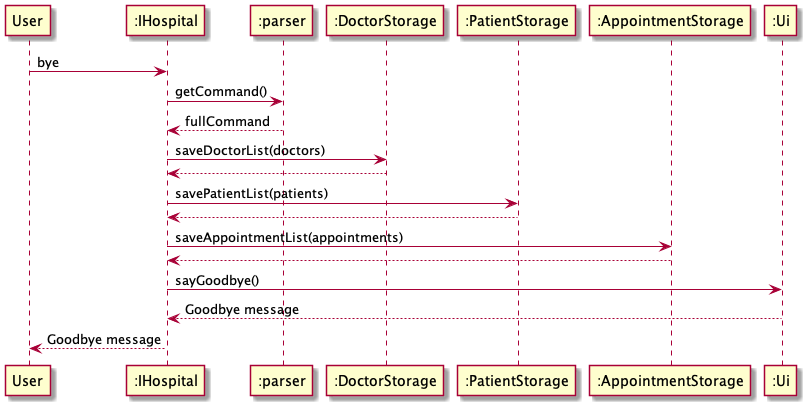 User :IHospital :parser :DoctorStorage :PatientStorage :AppointmentStorage :Ui
bye
getCommand()
fullCommand
saveDoctorList(doctors)
savePatientList(patients)
saveAppointmentList(appointments)
sayGoodbye()
Goodbye message
Goodbye message
User :IHospital :parser :DoctorStorage :PatientStorage :AppointmentStorage :Ui